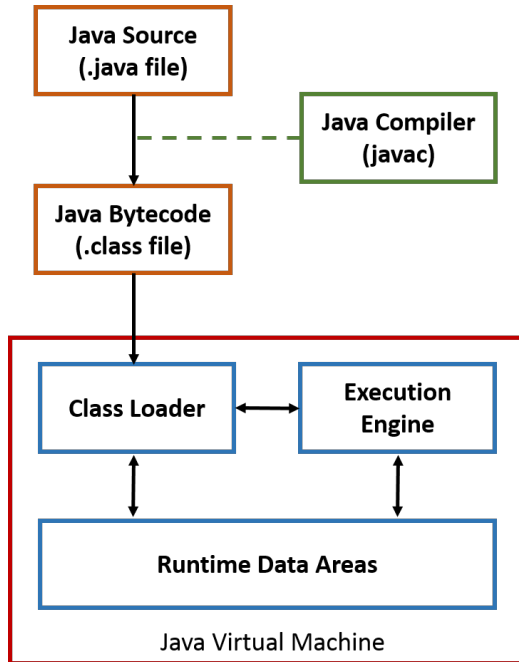 Java Source
(.java file)
Java Compiler
(javac)
Java Bytecode
(.class file)
Class Loader
Execution
Engine
Runtime Data Areas
Java Virtual Machine